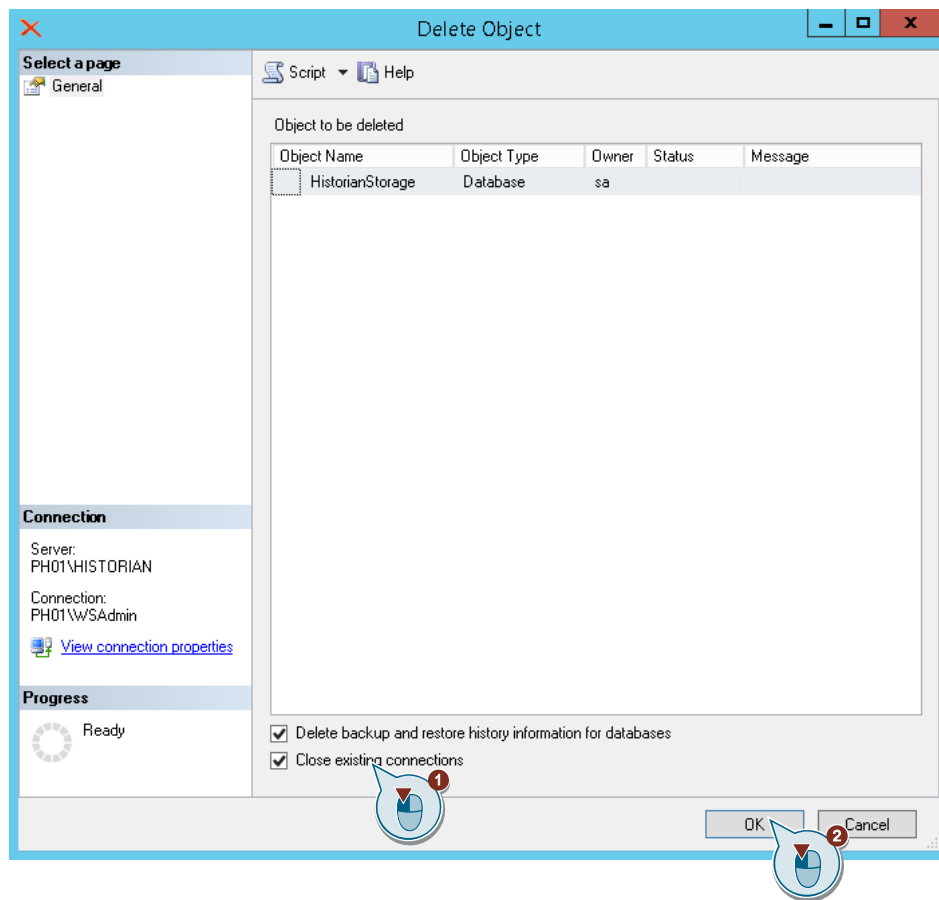 Delete Object
Select a page
General
Script Help
Object to be deleted
Object Name Object Type Owner Status Message
HistorianStorage Database sa
Connection
Server:
PH01\HISTORIAN
Connection:
PH01\WSAdmin
View connection properties
Progress
Ready
Delete backup and restore history information for databases
Close existing connections
1
OK Cancel
2